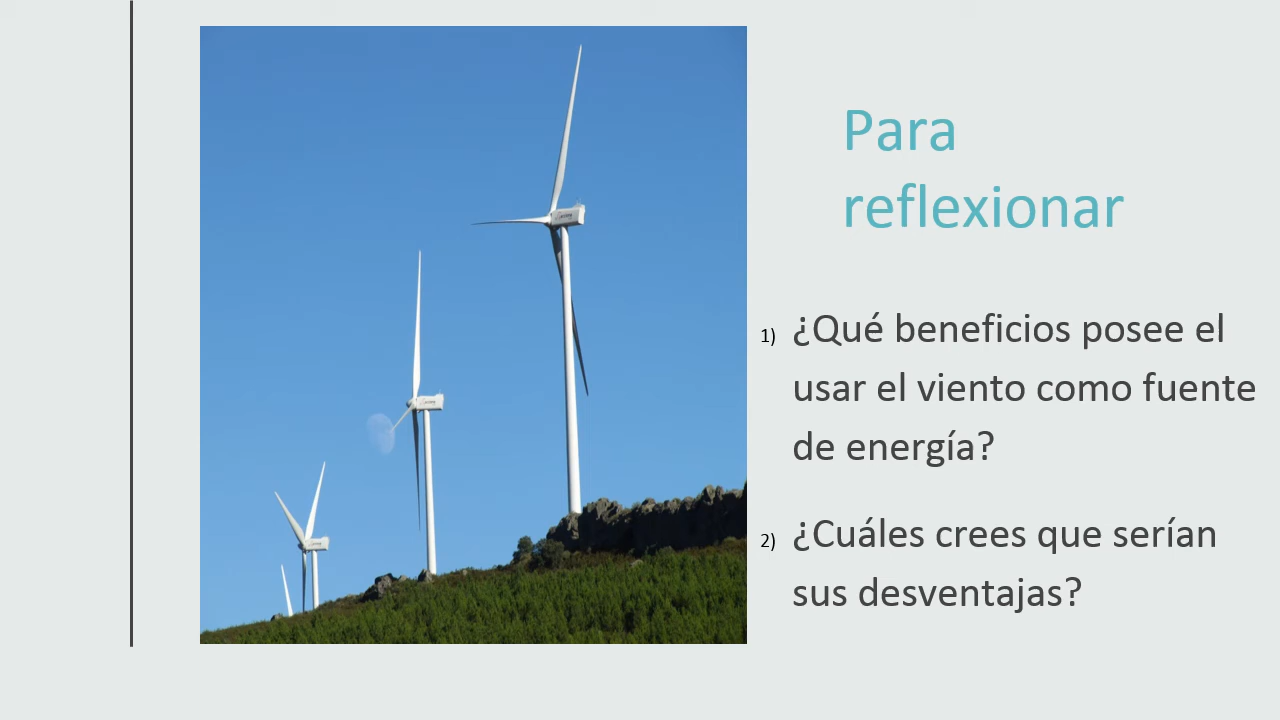 Para
reflexionar
1) ¿Qué beneficios posee el
usar el viento como fuente
de energía?
2) ¿Cuáles crees que serían
sus desventajas?